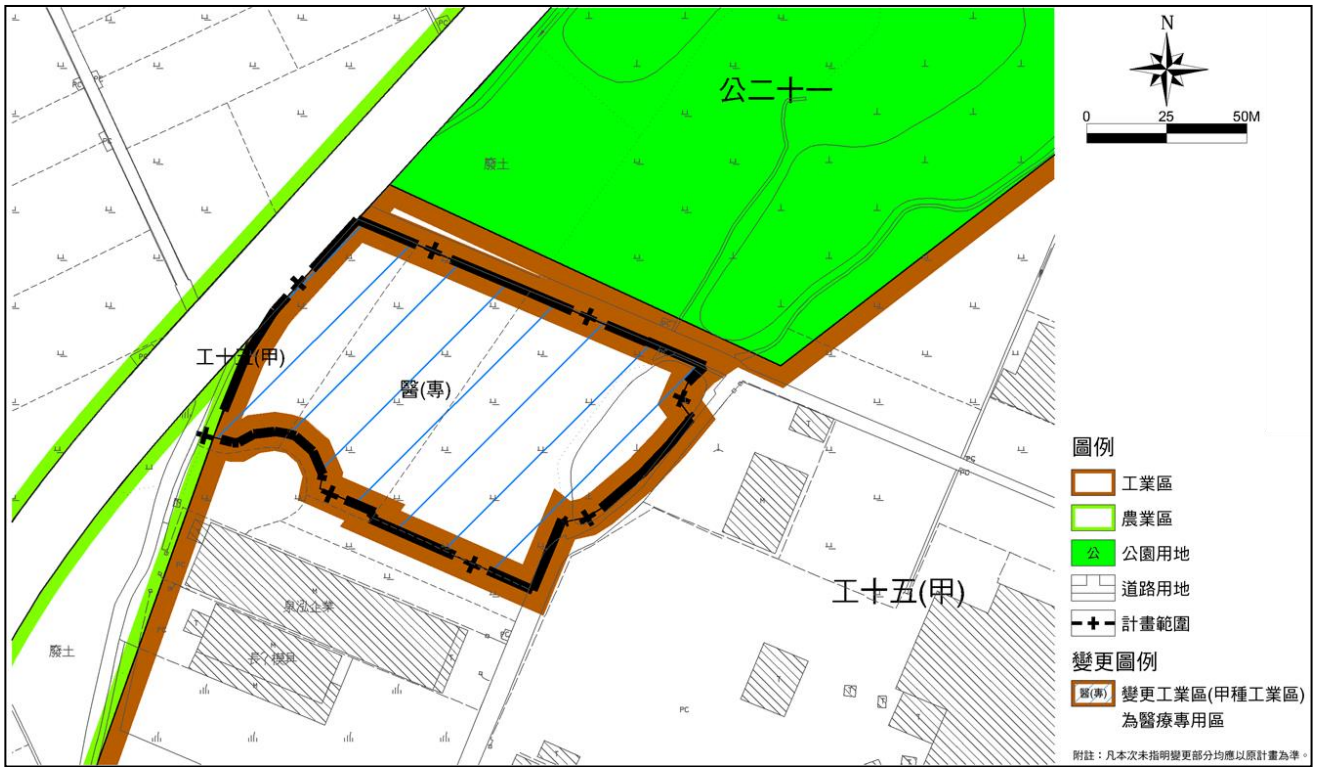 公二十一
廢土
工十五(甲)
醫(專)
泉泓企業
廢土
工十五(甲)
N
0 25 50M
圖例
工業區
農業區
公 公園用地
道路用地
計畫範圍
變更圖例
醫(專) 變更工業區(甲種工業區)
為醫療專用區
附註：凡本次未指明變更部分均應以原計畫為準。